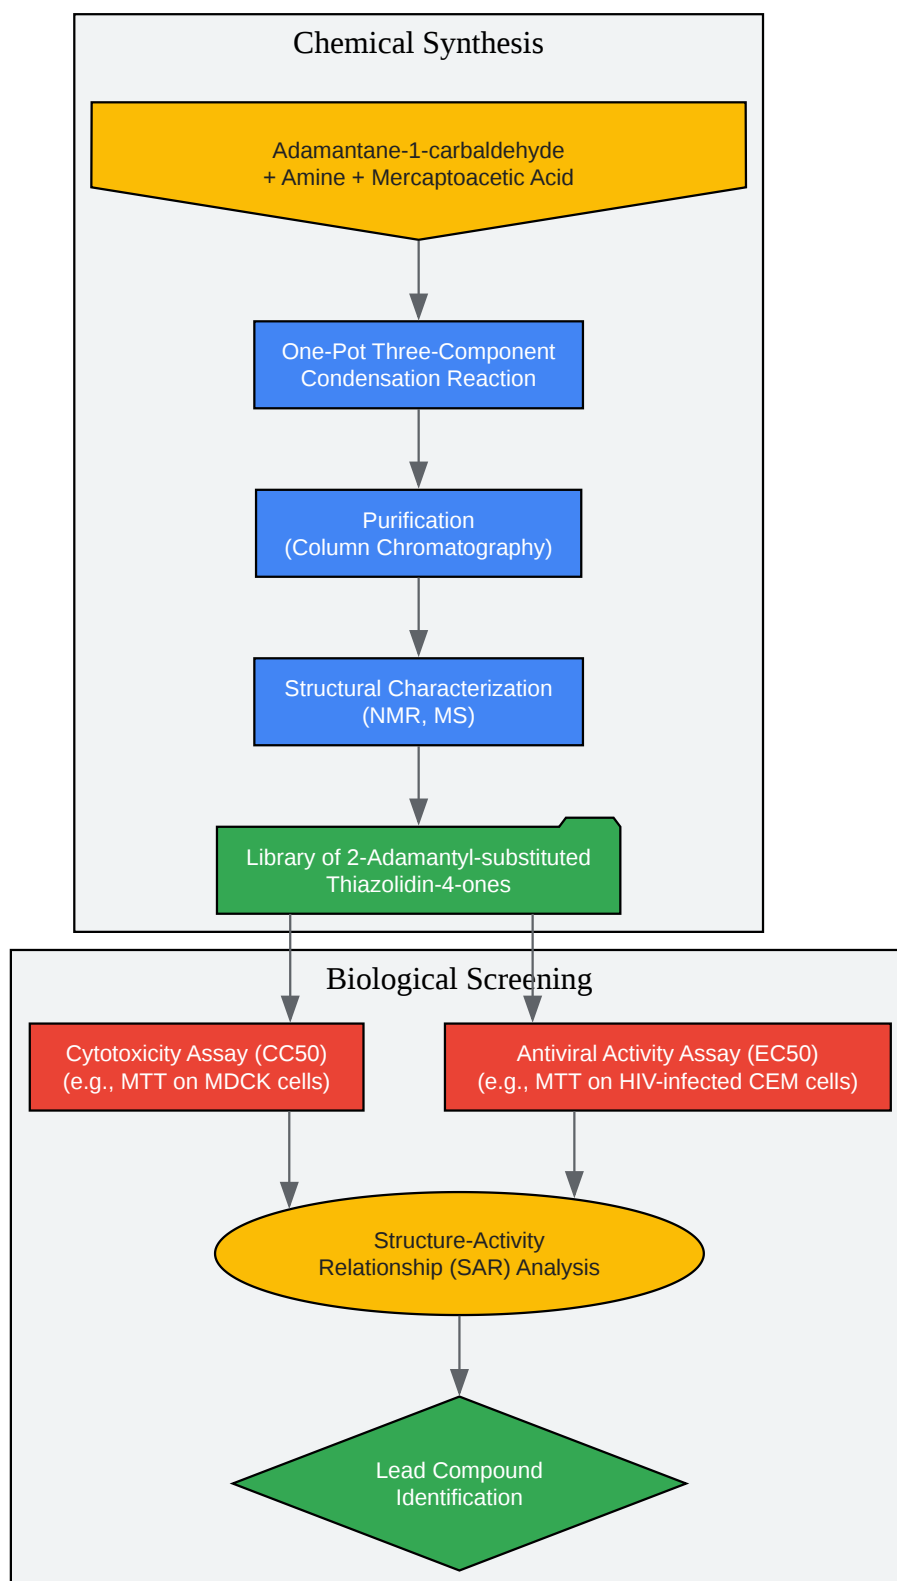 Chemical Synthesis
Adamantane-1-carbaldehyde
+ Amine + Mercaptoacetic Acid
One-Pot Three-Component
Condensation Reaction
Purification
(Column Chromatography)
Structural Characterization
(NMR, MS)
Library of 2-Adamantyl-substituted
Thiazolidin-4-ones
Biological Screening
Cytotoxicity Assay (CC50)
(e.g., MTT on MDCK cells)
Antiviral Activity Assay (EC50)
(e.g., MTT on HIV-infected CEM cells)
Structure-Activity
Relationship (SAR) Analysis
Lead Compound
Identification